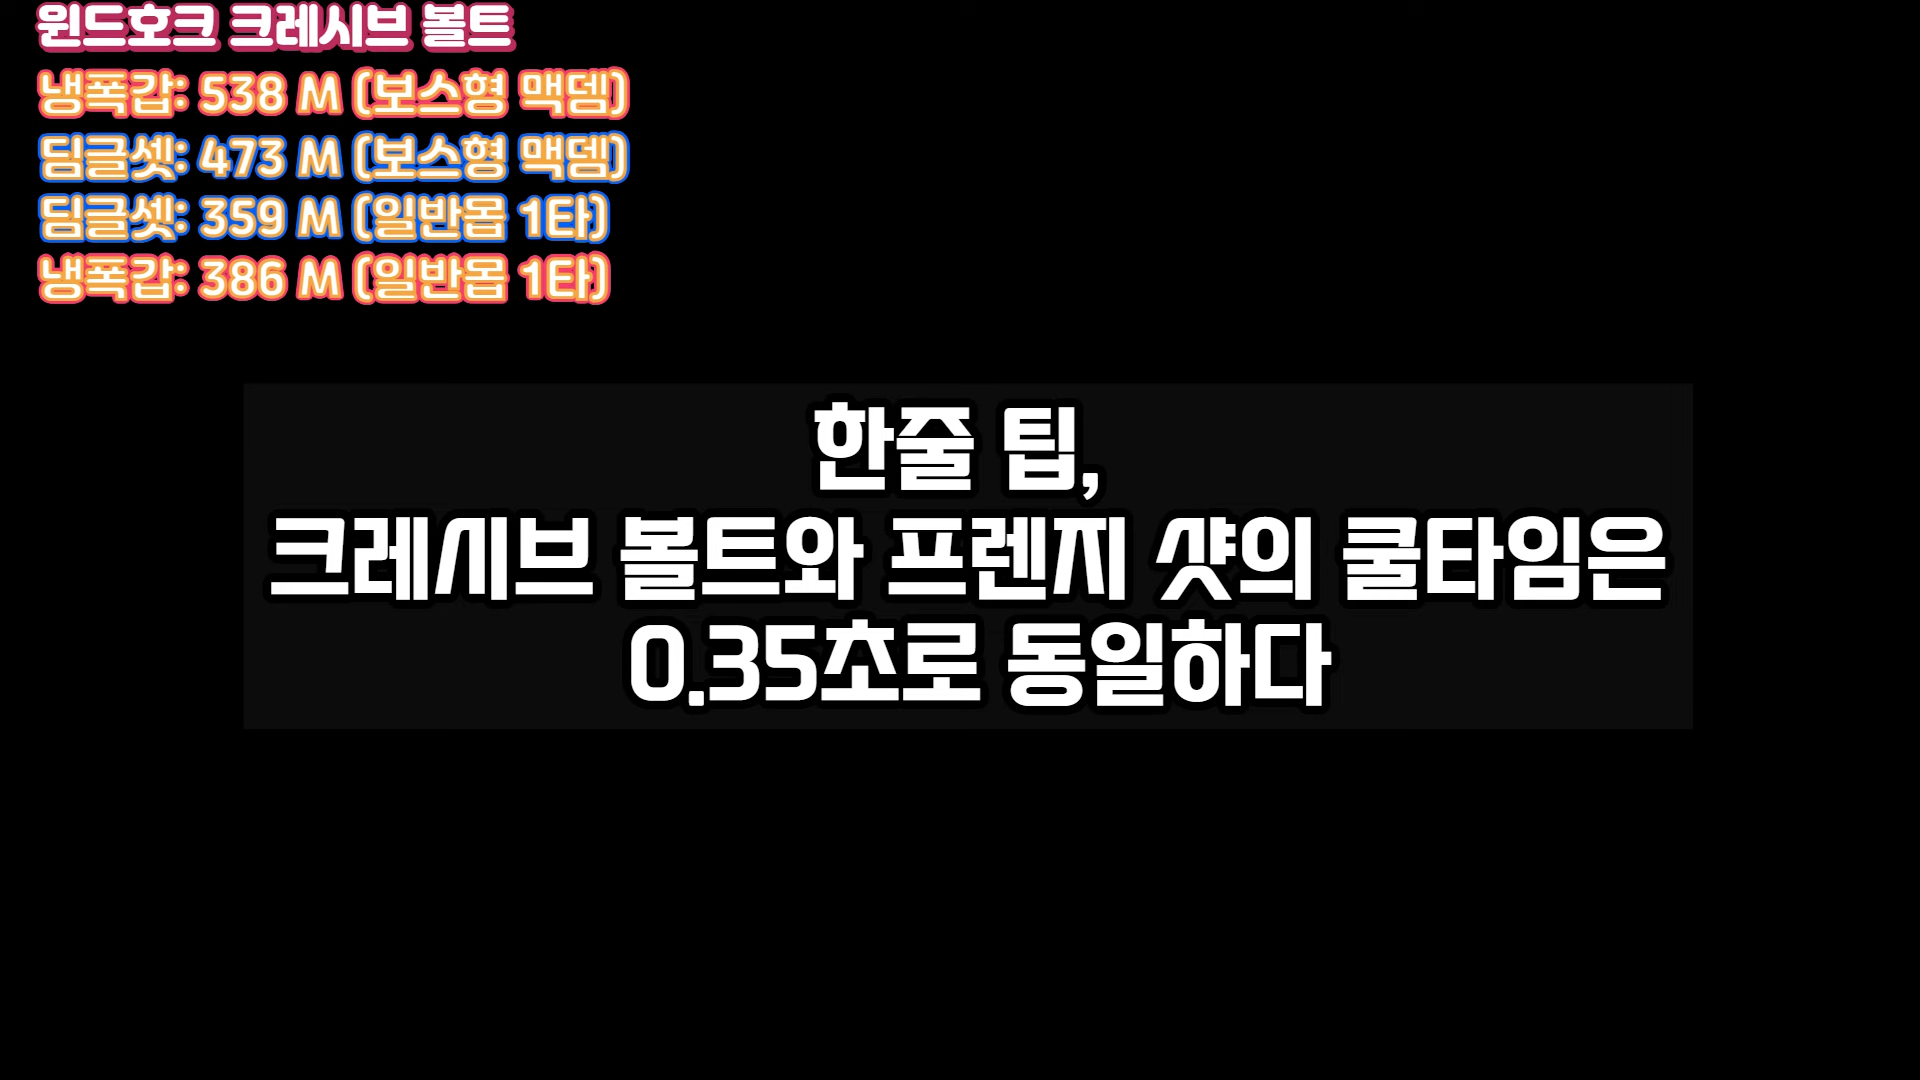 윈드호크 크레시브 볼트
냉폭갑: 538 M (보스형 맥뎀)
딤글셋: 473 M (보스형 맥뎀)
딤글셋: 359 M (일반몹 1타)
냉폭갑: 386 M (일반몹 1타)
한줄 팁,
크레시브 볼트와 프렌지 샷의 쿨타임은
0.35초로 동일하다